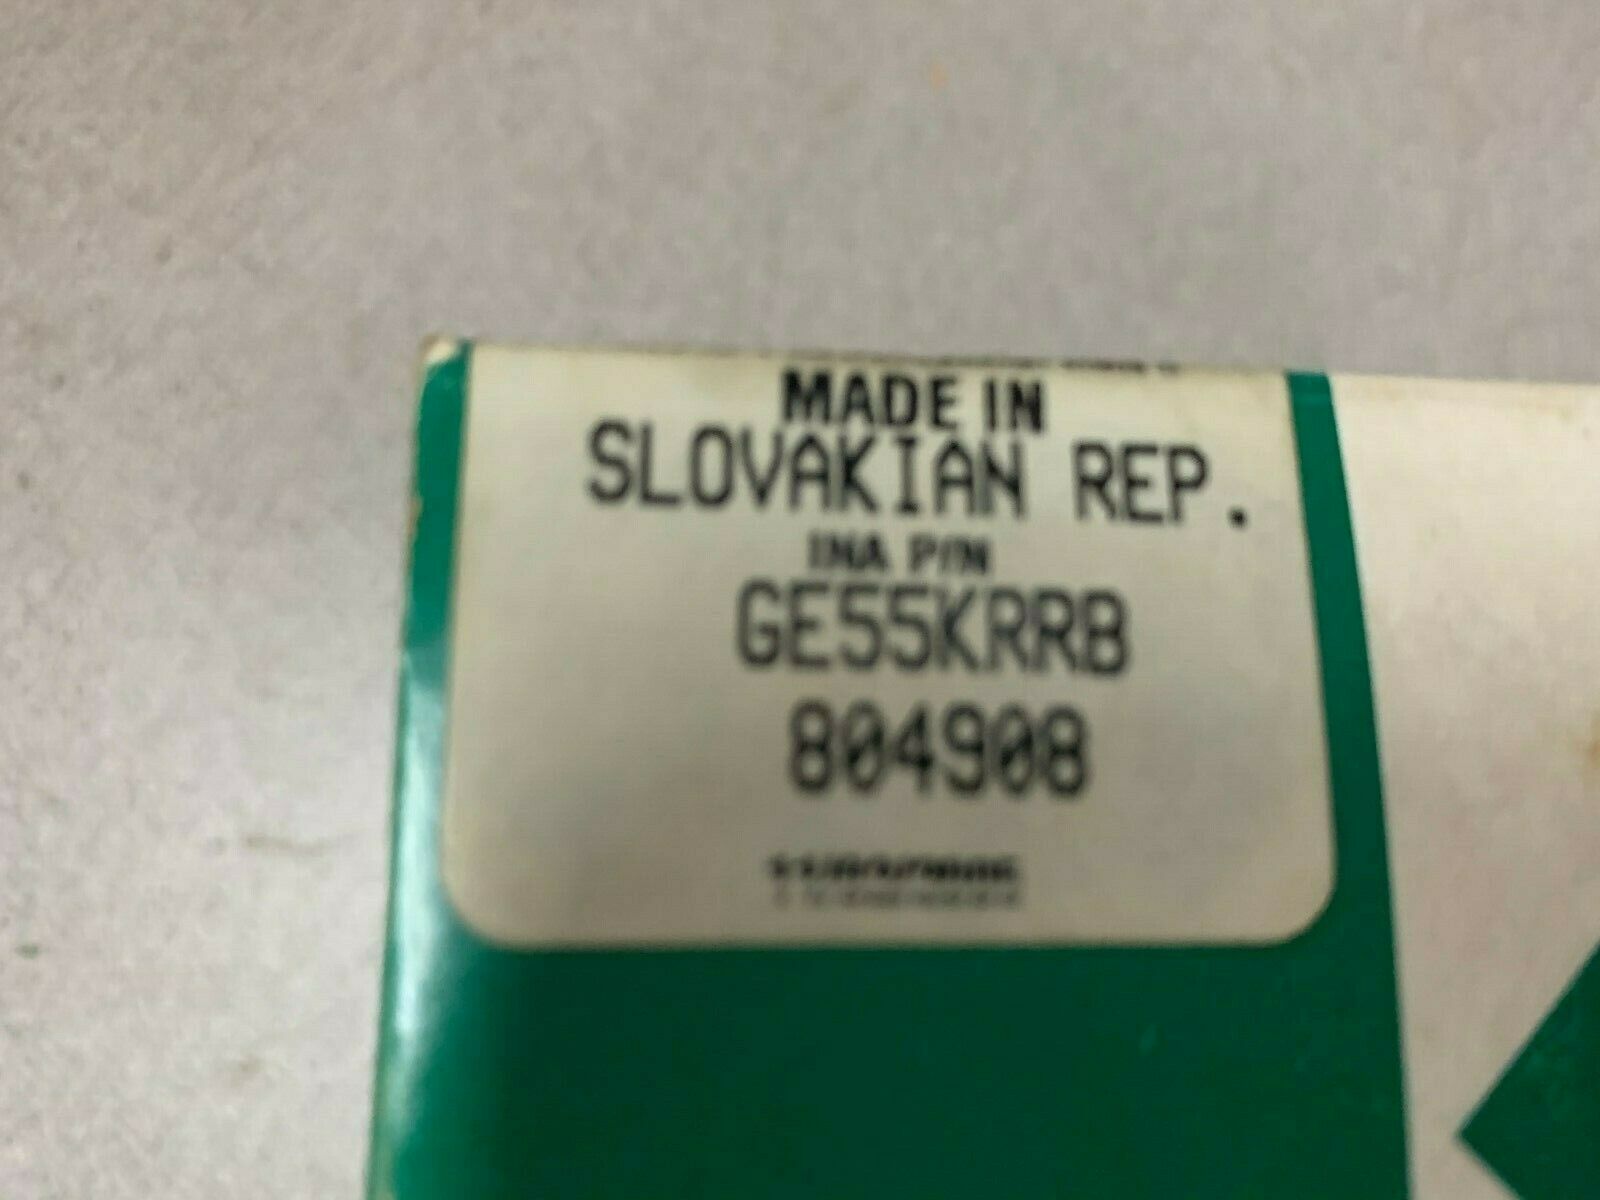 MADE IN
SLOVAKIAN REP.
INA P/N
GE55KRRB
804908